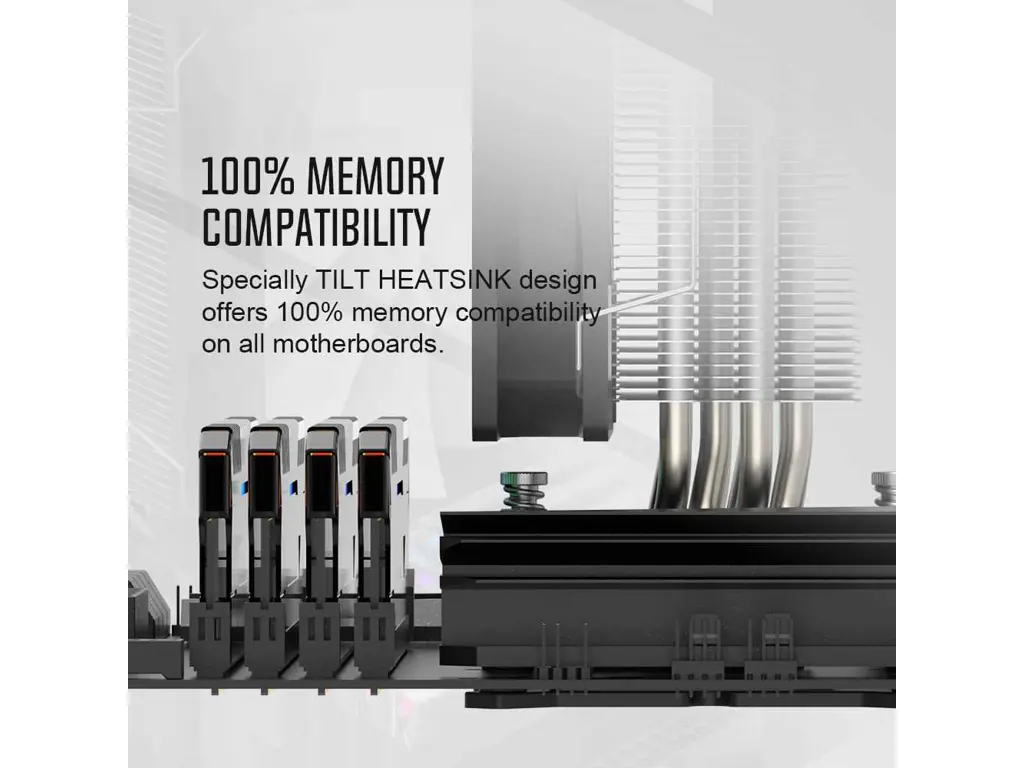 100% MEMORY
COMPATIBILITY
Specially TILT HEATSINK design
offers 100% memory compatibility
on all motherboards.